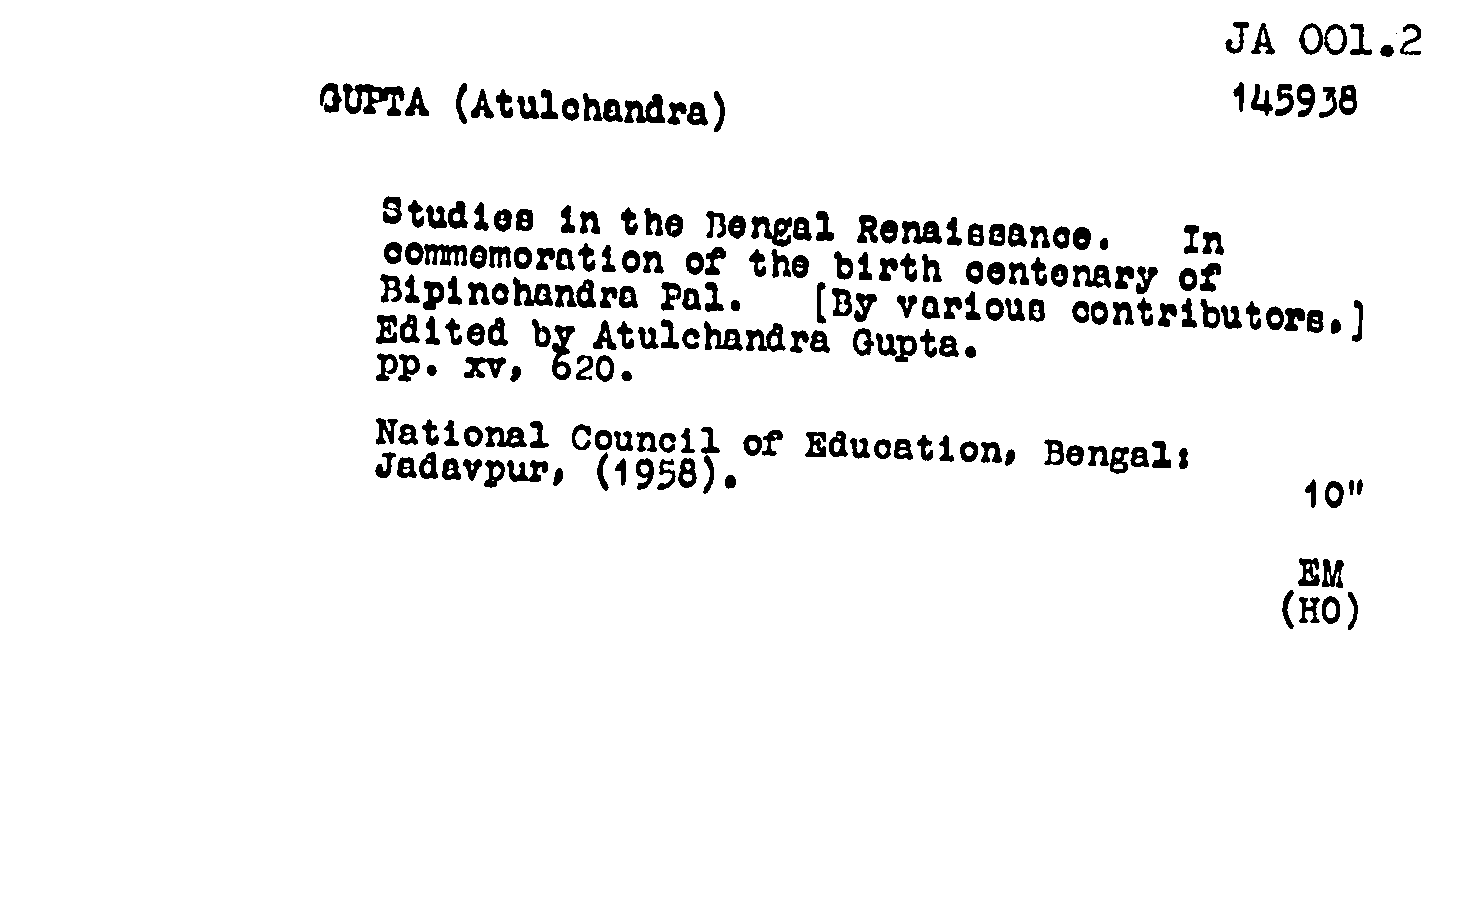 JA 001.2
GUPTA (Atulchandra)
145938
Studies in the Bengal Renaissance. In
commemoration of the birth centenary of
Bipinchandra Pal. [By various contributors.]
Edited by Atulchandra Gupta.
pp. xv, 620.
National Council of Education, Bengal:
Jadavpur, (1958).
10"
EM
(HO)